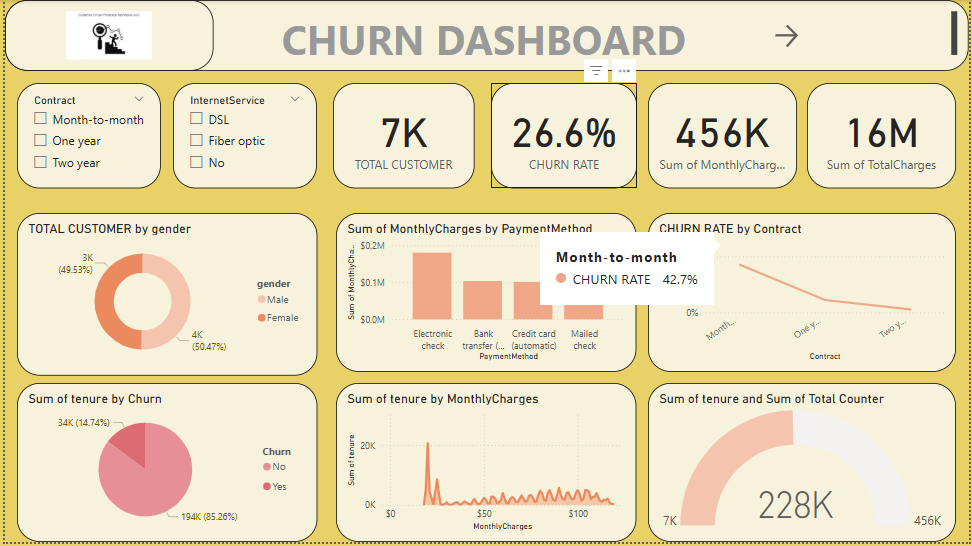 CHURN DASHBOARD
Contract
Month-to-month
One year
Two year
InternetService
DSL
Fiber optic
No
7K
TOTAL CUSTOMER
26.6%
CHURN RATE
456K
Sum of MonthlyCharg...
16M
Sum of TotalCharges
TOTAL CUSTOMER by gender
3K
(49.53%)
4K
(50.47%)
gender
Male
Female
Sum of MonthlyCharges by PaymentMethod
Sum of MonthlyCha...
$0.2M
$0.1M
$0.0M
Electronic
check
Bank
transfer (...
Credit card
(automatic)
Mailed
check
PaymentMethod
CHURN RATE by Contract
Month-to-month
CHURN RATE 42.7%
0%
Month...
One y...
Two y...
Contract
Sum of tenure by Churn
34K (14.74%)
194K (85.26%)
Churn
No
Yes
Sum of tenure by MonthlyCharges
Sum of tenure
20K
0K
$0
$50
$100
MonthlyCharges
Sum of tenure and Sum of Total Counter
228K
7K
456K